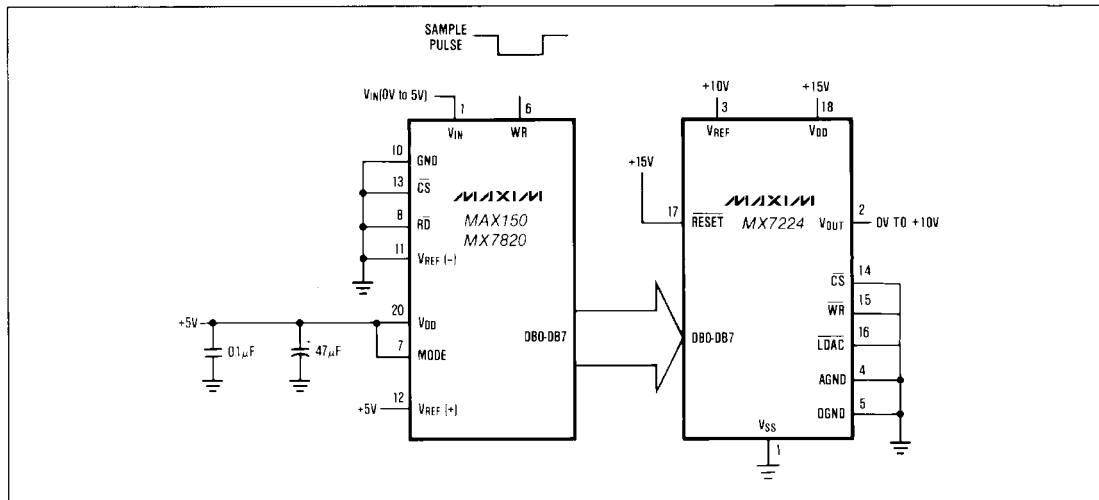 SAMPLE
PULSE
VIN(0V to 5V)
1
6
VIN
WR
10
GND
13
CS
8
RD
11
VREF (-)
MAXIM
MAX150
MX7820
+5V
20
VDD
7
MODE
0.1µF
47µF
DB0-DB7
+5V
12
VREF (+)
+10V
+15V
3
18
VREF
VDD
+15V
17
RESET
MAXIM
MX7224
2
VOUT
0V TO +10V
14
CS
15
WR
16
LDAC
4
AGND
5
DGND
DB0-DB7
VSS
1